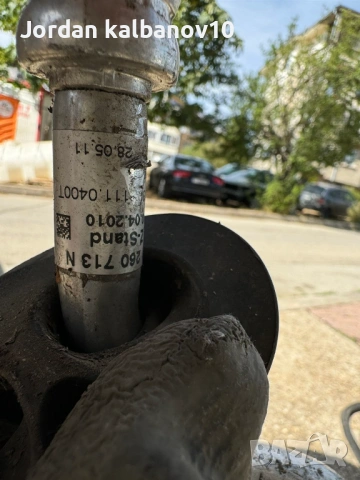 Jordan kalbanov10
260 713 N
Z-Stand
.04.2010
111.0400T
28.05.11
BAZAR